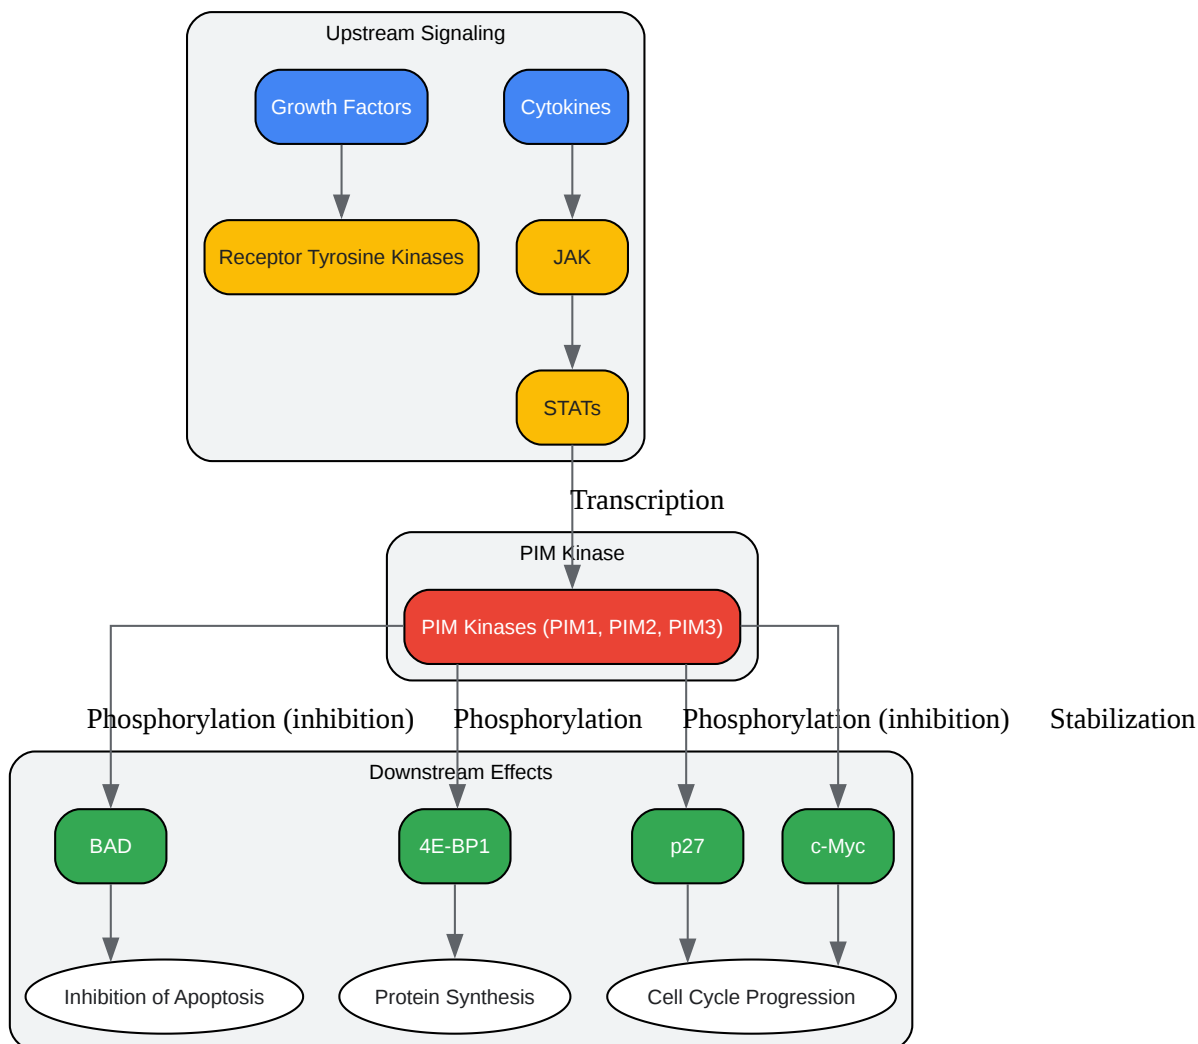 Upstream Signaling
Growth Factors
Cytokines
Receptor Tyrosine Kinases
JAK
STATs
Transcription
PIM Kinase
PIM Kinases (PIM1, PIM2, PIM3)
Phosphorylation (inhibition)
Phosphorylation
Phosphorylation (inhibition)
Stabilization
Downstream Effects
BAD
4E-BP1
p27
c-Myc
Inhibition of Apoptosis
Protein Synthesis
Cell Cycle Progression